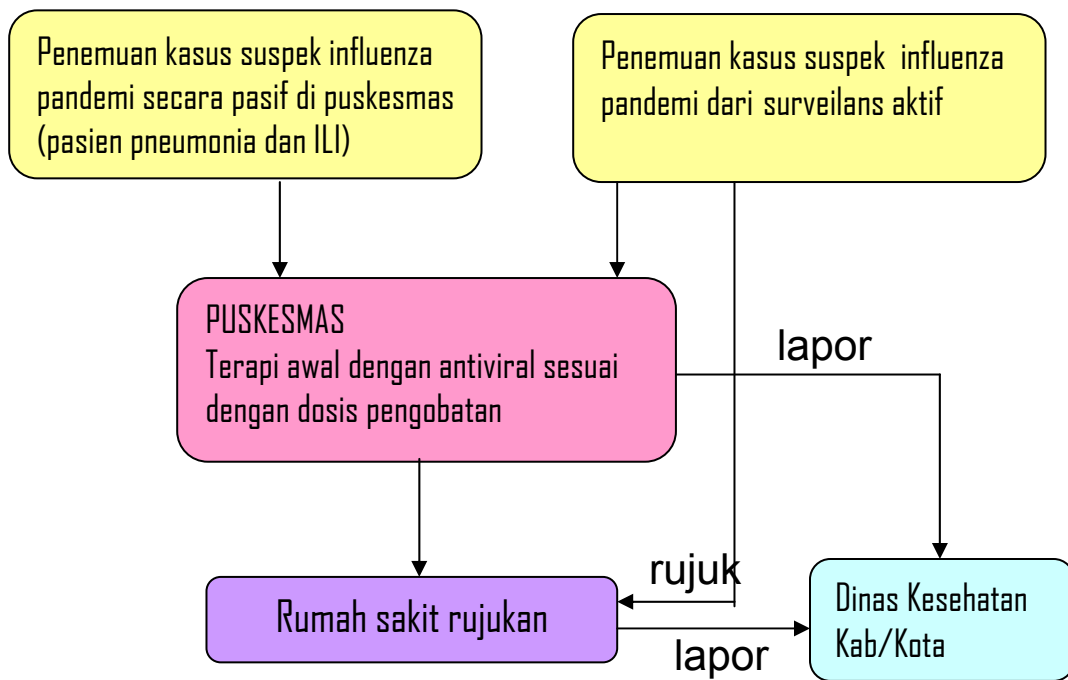 Penemuan kasus suspek influenza
pandemi secara pasif di puskesmas
(pasien pneumonia dan ILI)
Penemuan kasus suspek influenza
pandemi dari surveilans aktif
PUSKESMAS
Terapi awal dengan antiviral sesuai
dengan dosis pengobatan
lapor
rujuk
Rumah sakit rujukan
lapor
Dinas Kesehatan
Kab/Kota